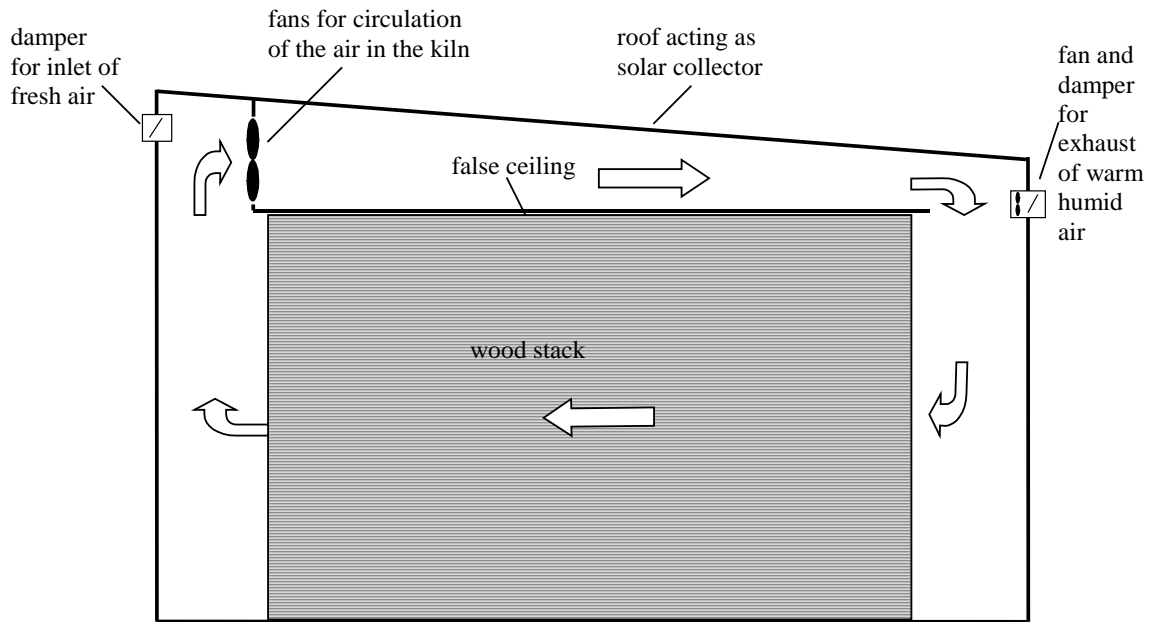 damper
for inlet of
fresh air
fans for circulation
of the air in the kiln
roof acting as
solar collector
fan and
damper
for
exhaust
of warm
humid
air
false ceiling
wood stack